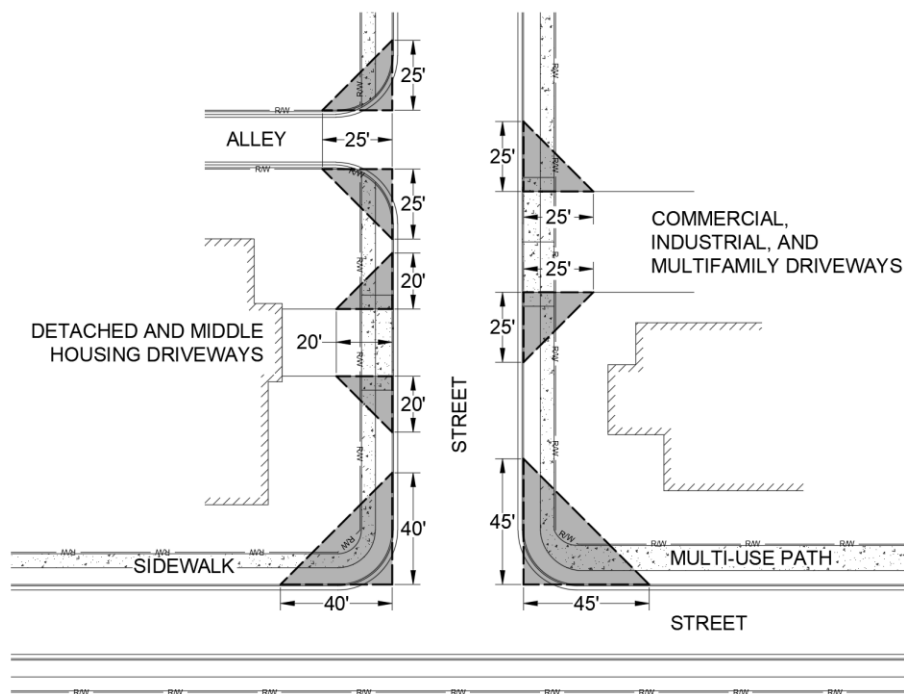 R/W
25'
25'
R/W
ALLEY
25'
25'
R/W
R/W
25'
25'
COMMERCIAL,
INDUSTRIAL, AND
MULTIFAMILY DRIVEWAYS
20'
25'
R/W
DETACHED AND MIDDLE
HOUSING DRIVEWAYS
20'
R/W
25'
R/W
20'
STREET
R/W
40'
45'
R/W
R/W
R/W
R/W
R/W
R/W
R/W
R/W
SIDEWALK
MULTI-USE PATH
40'
45'
STREET
R/W
R/W
R/W
R/W
R/W
R/W
R/W
R/W
R/W